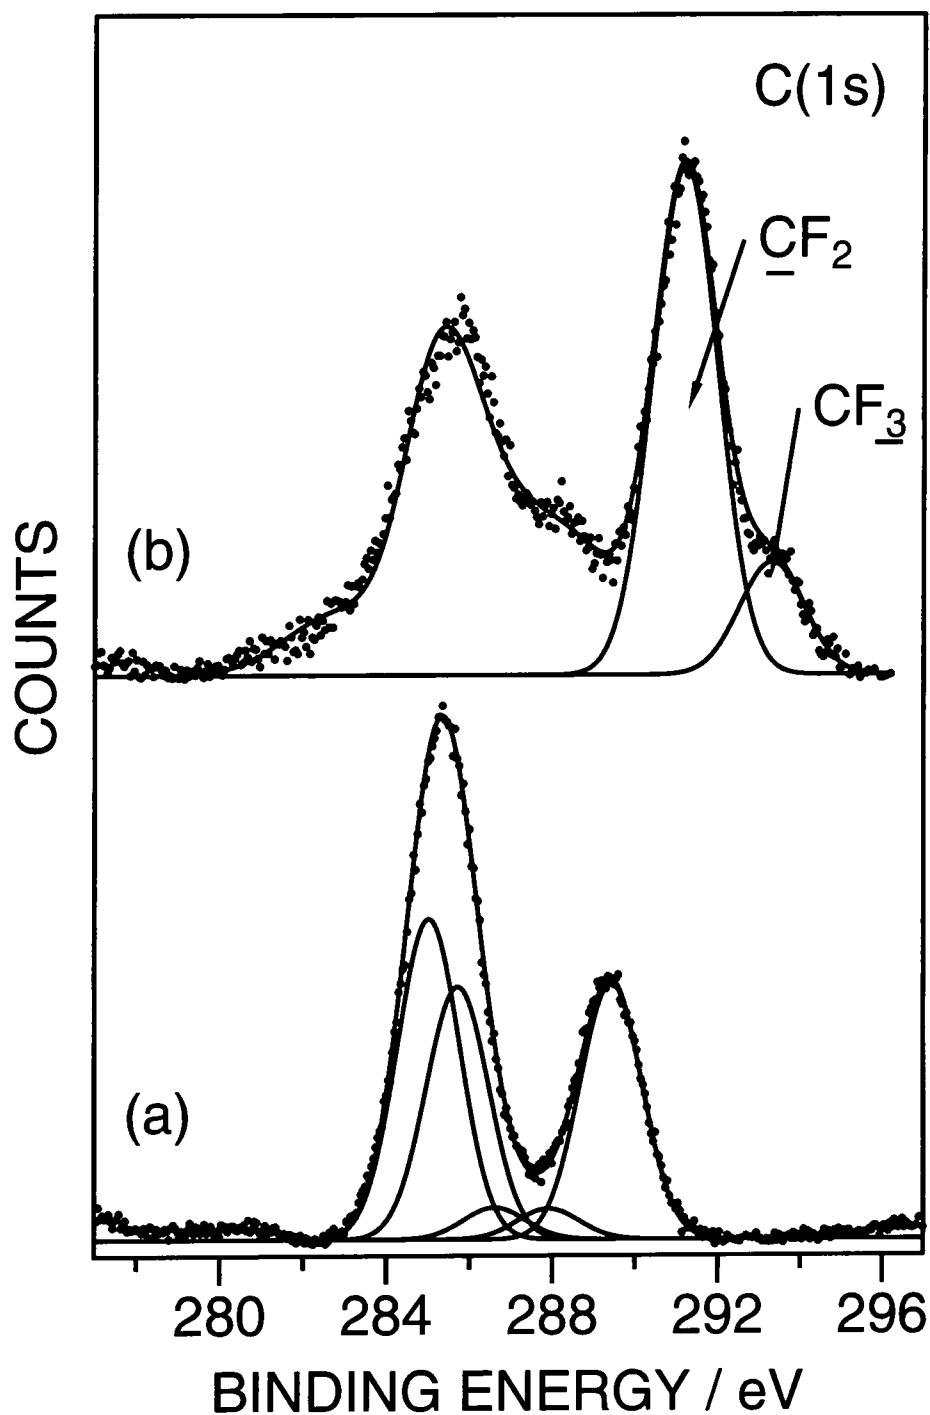 C(1s)
CF₂
CF₃
(b)
COUNTS
(a)
280 284 288 292 296
BINDING ENERGY / eV